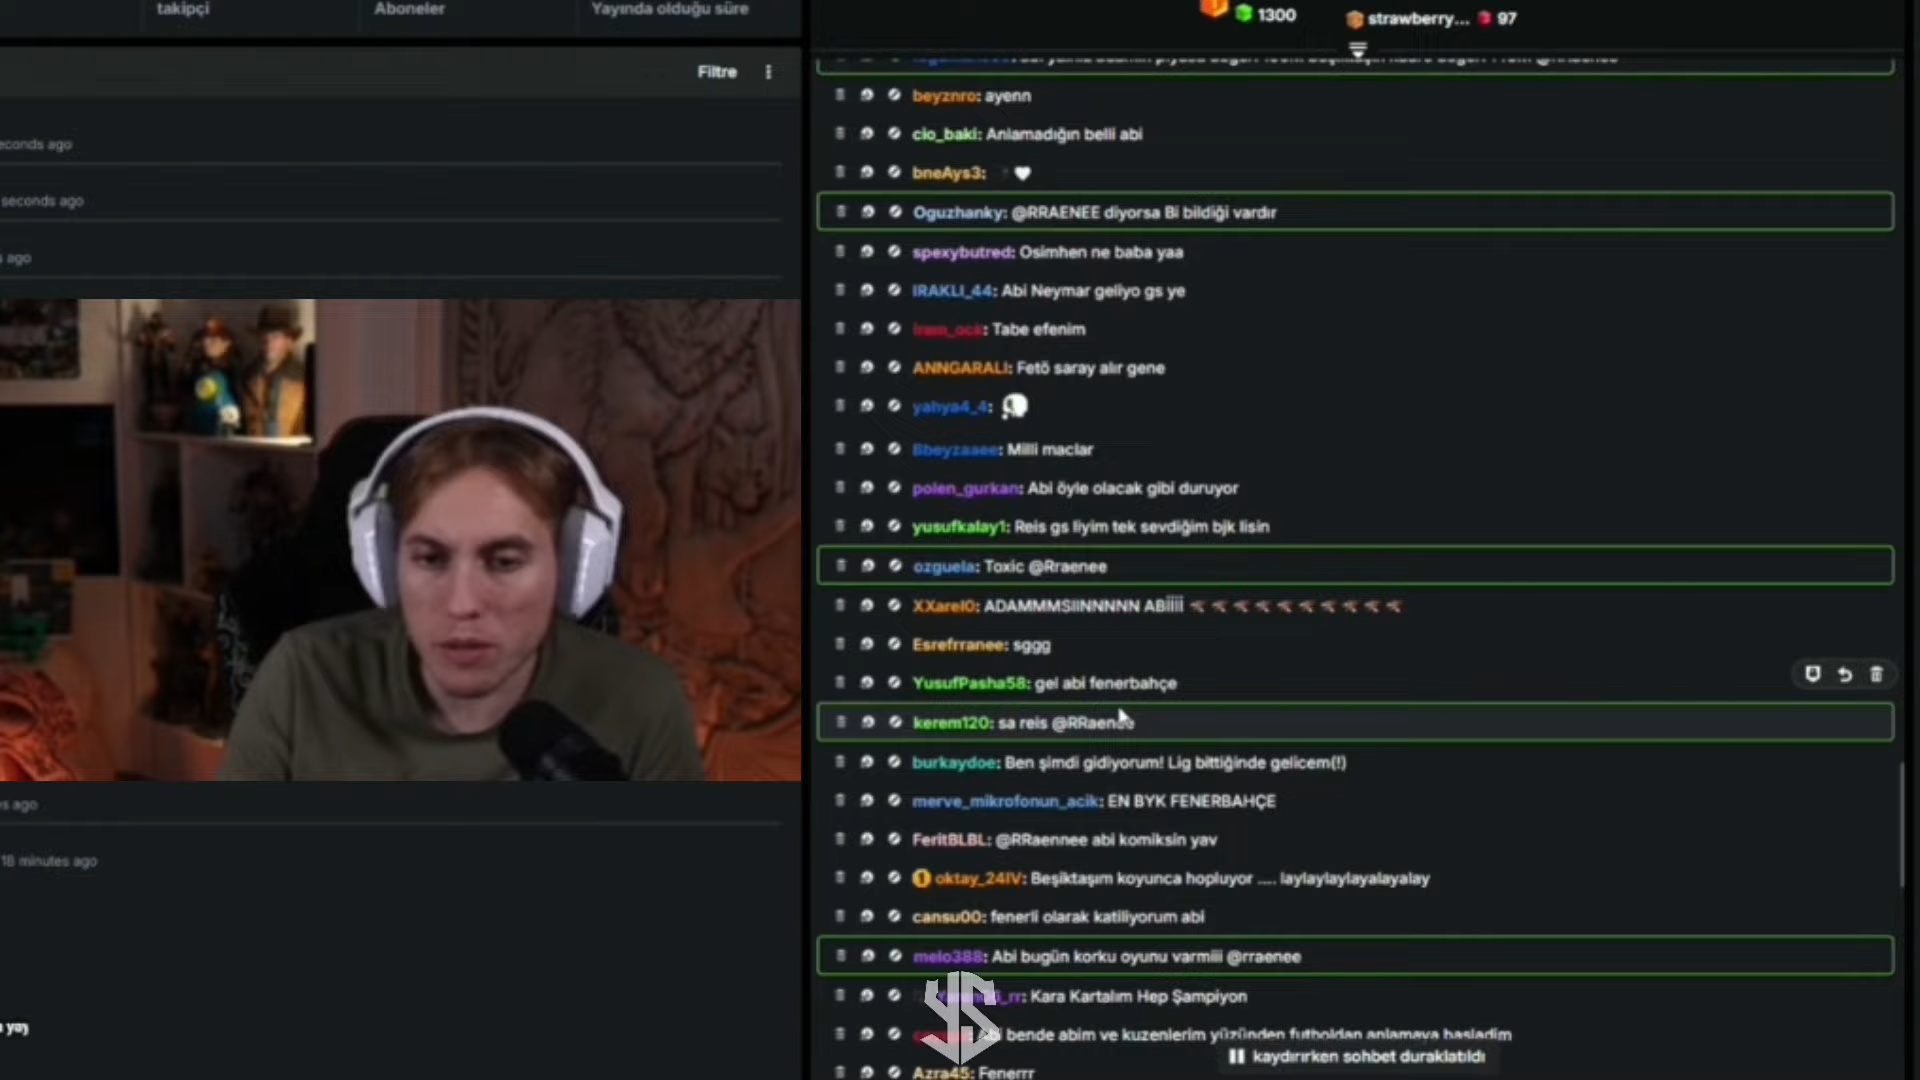 takipçi
Aboneler
Yayında olduğu süre
1300
strawberry... 97
Filtre
seconds ago
s ago
18 minutes ago
beyznro: ayenn
cio_baki: Anlamadığın belli abi
bneAys3:
Oguzhanky: @RRAENEE diyorsa Bi bildiği vardır
spexybutred: Osimhen ne baba yaa
IRAKLI_44: Abi Neymar geliyo gs ye
Tabe efenim
ANNGARALI: Fetö saray alır gene
yahya4_4:
Bbeyzaaee: Milli maclar
polen_gurkan: Abi öyle olacak gibi duruyor
yusufkalay1: Reis gs liyim tek sevdiğim bjk lisin
ozguela: Toxic @Rraenee
XXarel0: ADAMMMSIINNNNN ABİİİİ
Esrefrranee: sggg
YusufPasha58: gel abi fenerbahçe
kerem120: sa reis @RRaenee
burkaydoe: Ben şimdi gidiyorum! Lig bittiğinde gelicem(!)
merve_mikrofonun_acik: EN BYK FENERBAHÇE
FeritBLBL: @RRaennee abi komiksin yav
oktay_24IV: Beşiktaşım koyunca hopluyor .... laylaylaylayalayalay
cansu00: fenerli olarak katiliyorum abi
melo388: Abi bugün korku oyunu varmiii @rraenee
Kara Kartalım Hep Şampiyon
bende abim ve kuzenlerim yüzünden futboldan anlamaya basladim
kaydırırken sohbet duraklatıldı
Azra45: Fenerrr